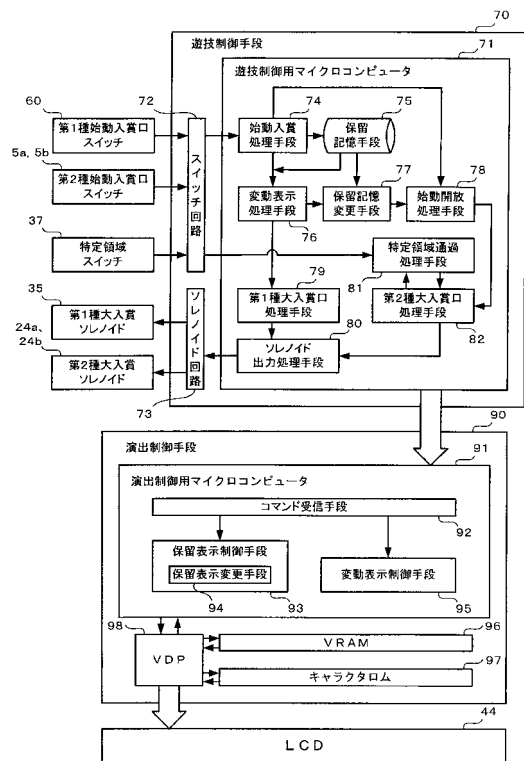 70
遊技制御手段
71
遊技制御用マイクロコンピュータ
60
第1種始動入賞口
スイッチ
72
スイッチ回路
74
始動入賞
処理手段
75
保留
記憶手段
5a, 5b
第2種始動入賞口
スイッチ
変動表示
処理手段
76
77
保留記憶
変更手段
78
始動開放
処理手段
37
特定領域
スイッチ
特定領域通過
処理手段
81
35
第1種大入賞
ソレノイド
ソレノイド回路
73
79
第1種大入賞口
処理手段
80
第2種大入賞口
処理手段
82
24a,
24b
第2種大入賞
ソレノイド
ソレノイド
出力処理手段
90
演出制御手段
91
演出制御用マイクロコンピュータ
コマンド受信手段
92
保留表示制御手段
保留表示変更手段
94
93
変動表示制御手段
95
98
VDP
96
VRAM
97
キャラクタロム
44
LCD